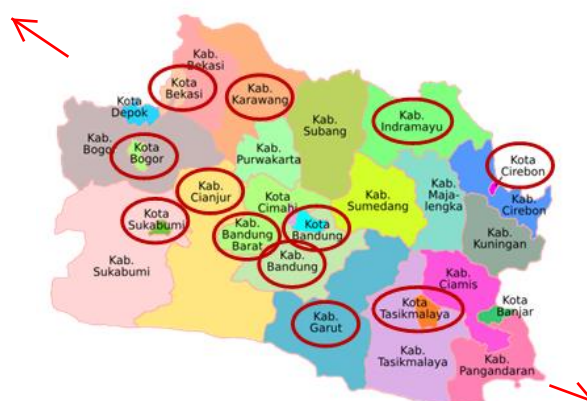 Kab.
Bekasi
Kota
Bekasi
Kab.
Karawang
Kota
Depok
Kab.
Subang
Kab.
Indramayu
Kab.
Bogor
Kota
Bogor
Kab.
Purwakarta
Kota
Cirebon
Kab.
Cianjur
Kota
Cimahi
Kab.
Sumedang
Kab.
Maja-
lengka
Kab.
Cirebon
Kota
Sukabumi
Kab.
Bandung
Barat
Kota
Bandung
Kab.
Kuningan
Kab.
Sukabumi
Kab.
Bandung
Kab.
Ciamis
Kab.
Garut
Kota
Tasikmalaya
Kota
Banjar
Kab.
Tasikmalaya
Kab.
Pangandaran